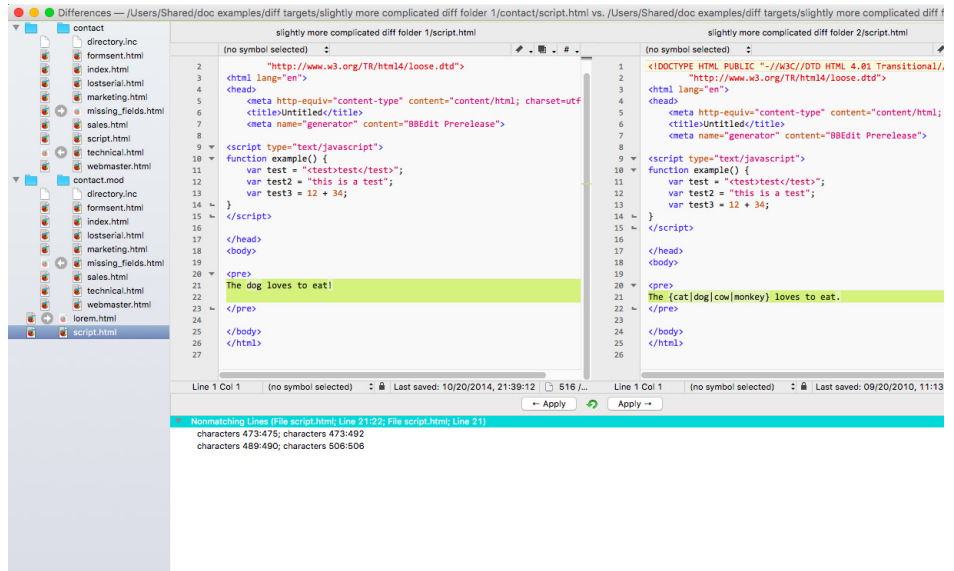 Differences — /Users/Shared/doc examples/diff targets/slightly more complicated diff folder 1/contact/script.html vs. /Users/Shared/doc examples/diff targets/slightly more complicated diff f
contact
directory.inc
formsent.html
index.html
lostserial.html
marketing.html
missing_fields.html
sales.html
script.html
technical.html
webmaster.html
contact.mod
directory.inc
formsent.html
index.html
lostserial.html
marketing.html
missing_fields.html
sales.html
technical.html
webmaster.html
lorem.html
script.html
slightly more complicated diff folder 1/script.html
(no symbol selected) #
2 "http://www.w3.org/TR/html4/loose.dtd">
3 <html lang="en">
4 <head>
5 <meta http-equiv="content-type" content="content/html; charset=utf
6 <title>Untitled</title>
7 <meta name="generator" content="BBEdit Prerelease">
8
9 <script type="text/javascript">
10 function example() {
11 var test = "<test>test</test>";
12 var test2 = "this is a test";
13 var test3 = 12 + 34;
14 }
15 </script>
16
17 </head>
18 <body>
19
20 <pre>
21 The dog loves to eat!
22
23 </pre>
24
25 </body>
26 </html>
27
Line 1 Col 1 (no symbol selected) Last saved: 10/20/2014, 21:39:12 516 /...
slightly more complicated diff folder 2/script.html
(no symbol selected)
1 <!DOCTYPE HTML PUBLIC "-//W3C//DTD HTML 4.01 Transitional/
2 "http://www.w3.org/TR/html4/loose.dtd">
3 <html lang="en">
4 <head>
5 <meta http-equiv="content-type" content="content/html;
6 <title>Untitled</title>
7 <meta name="generator" content="BBEdit Prerelease">
8
9 <script type="text/javascript">
10 function example() {
11 var test = "<test>test</test>";
12 var test2 = "this is a test";
13 var test3 = 12 + 34;
14 }
15 </script>
16
17 </head>
18 <body>
19
20 <pre>
21 The {cat|dog|cow|monkey} loves to eat.
22 </pre>
23
24 </body>
25 </html>
26
Line 1 Col 1 (no symbol selected) Last saved: 09/20/2010, 11:13
← Apply Apply →
Nonmatching Lines (File script.html; Line 21:22; File script.html; Line 21)
characters 473:475; characters 473:492
characters 489:490; characters 506:506